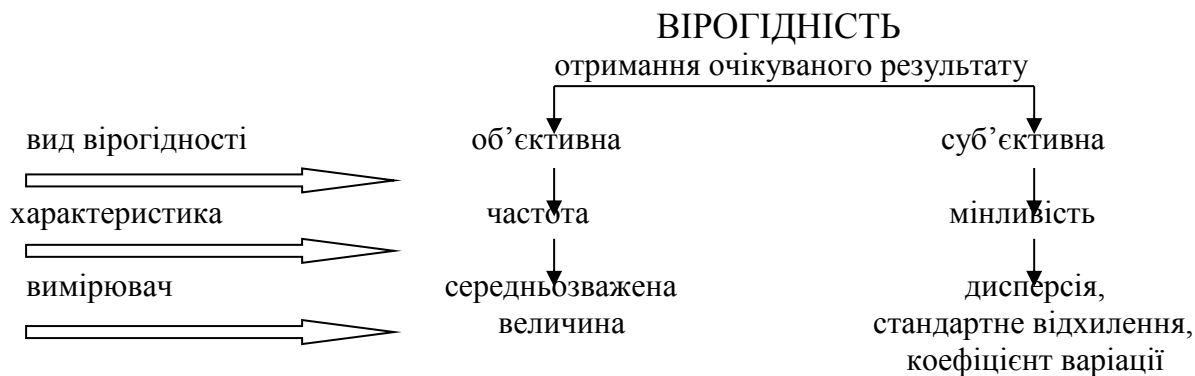 ВІРОГІДНІСТЬ
отримання очікуваного результату
вид вірогідності об’єктивна суб’єктивна
характеристика частота мінливість
вимірювач середньозважена дисперсія,
величина стандартне відхилення,
коефіцієнт варіації